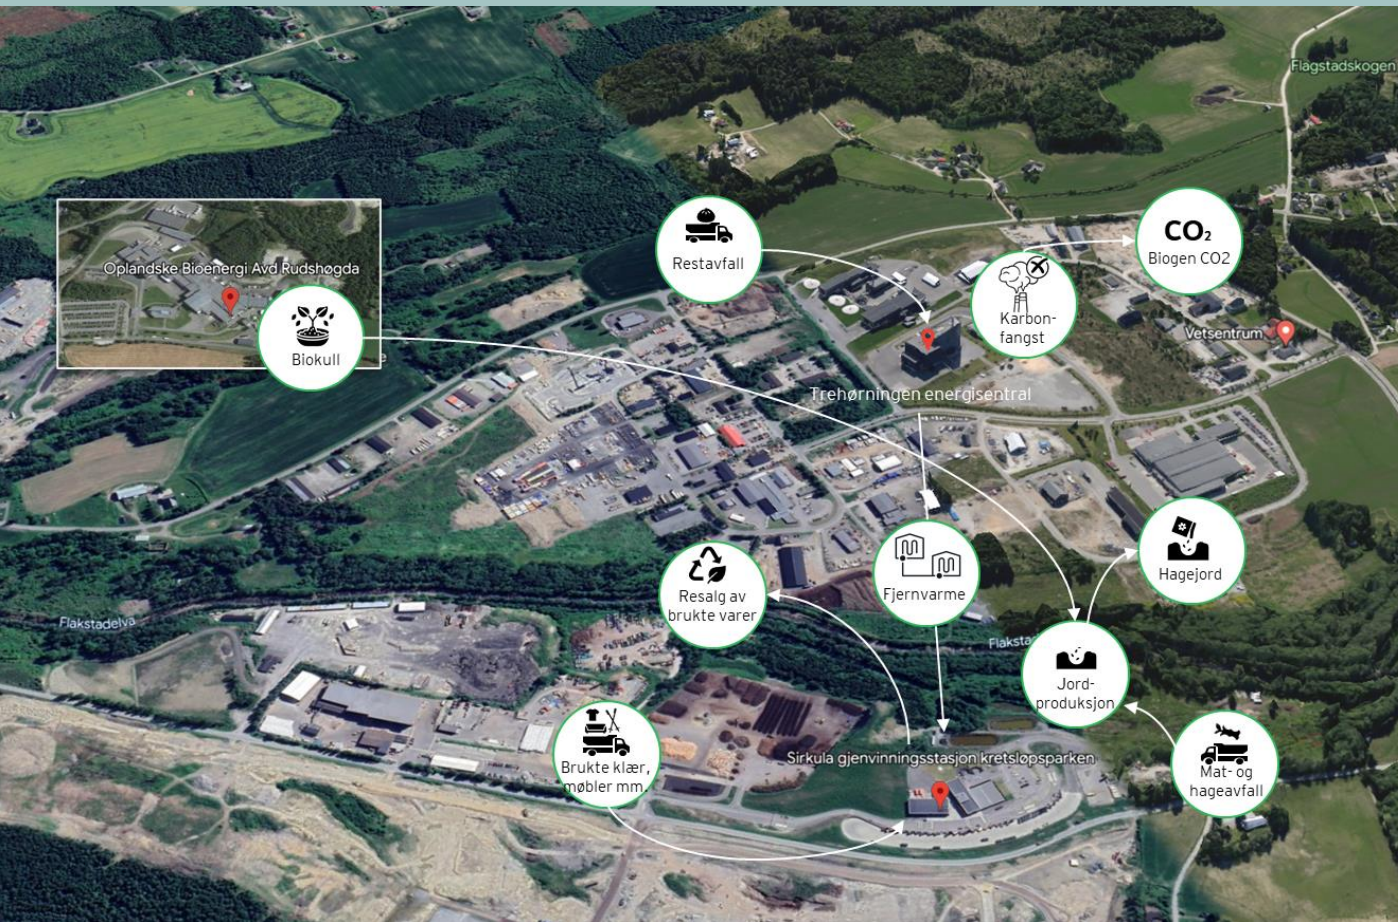 Flagstadskogen
Restavfall
CO₂
Biogen CO2
Oplandske Bioenergi Avd Rudshøgda
Karbon-
fangst
Biokull
Vetsentrum
Trehørningen energisentral
Hagejord
Resalg av
brukte varer
Fjernvarme
Flakstadelva
Jord-
produksjon
Sirkula gjenvinningsstasjon kretsløpsparken
Brukte klær,
møbler mm.
Mat- og
hageavfall